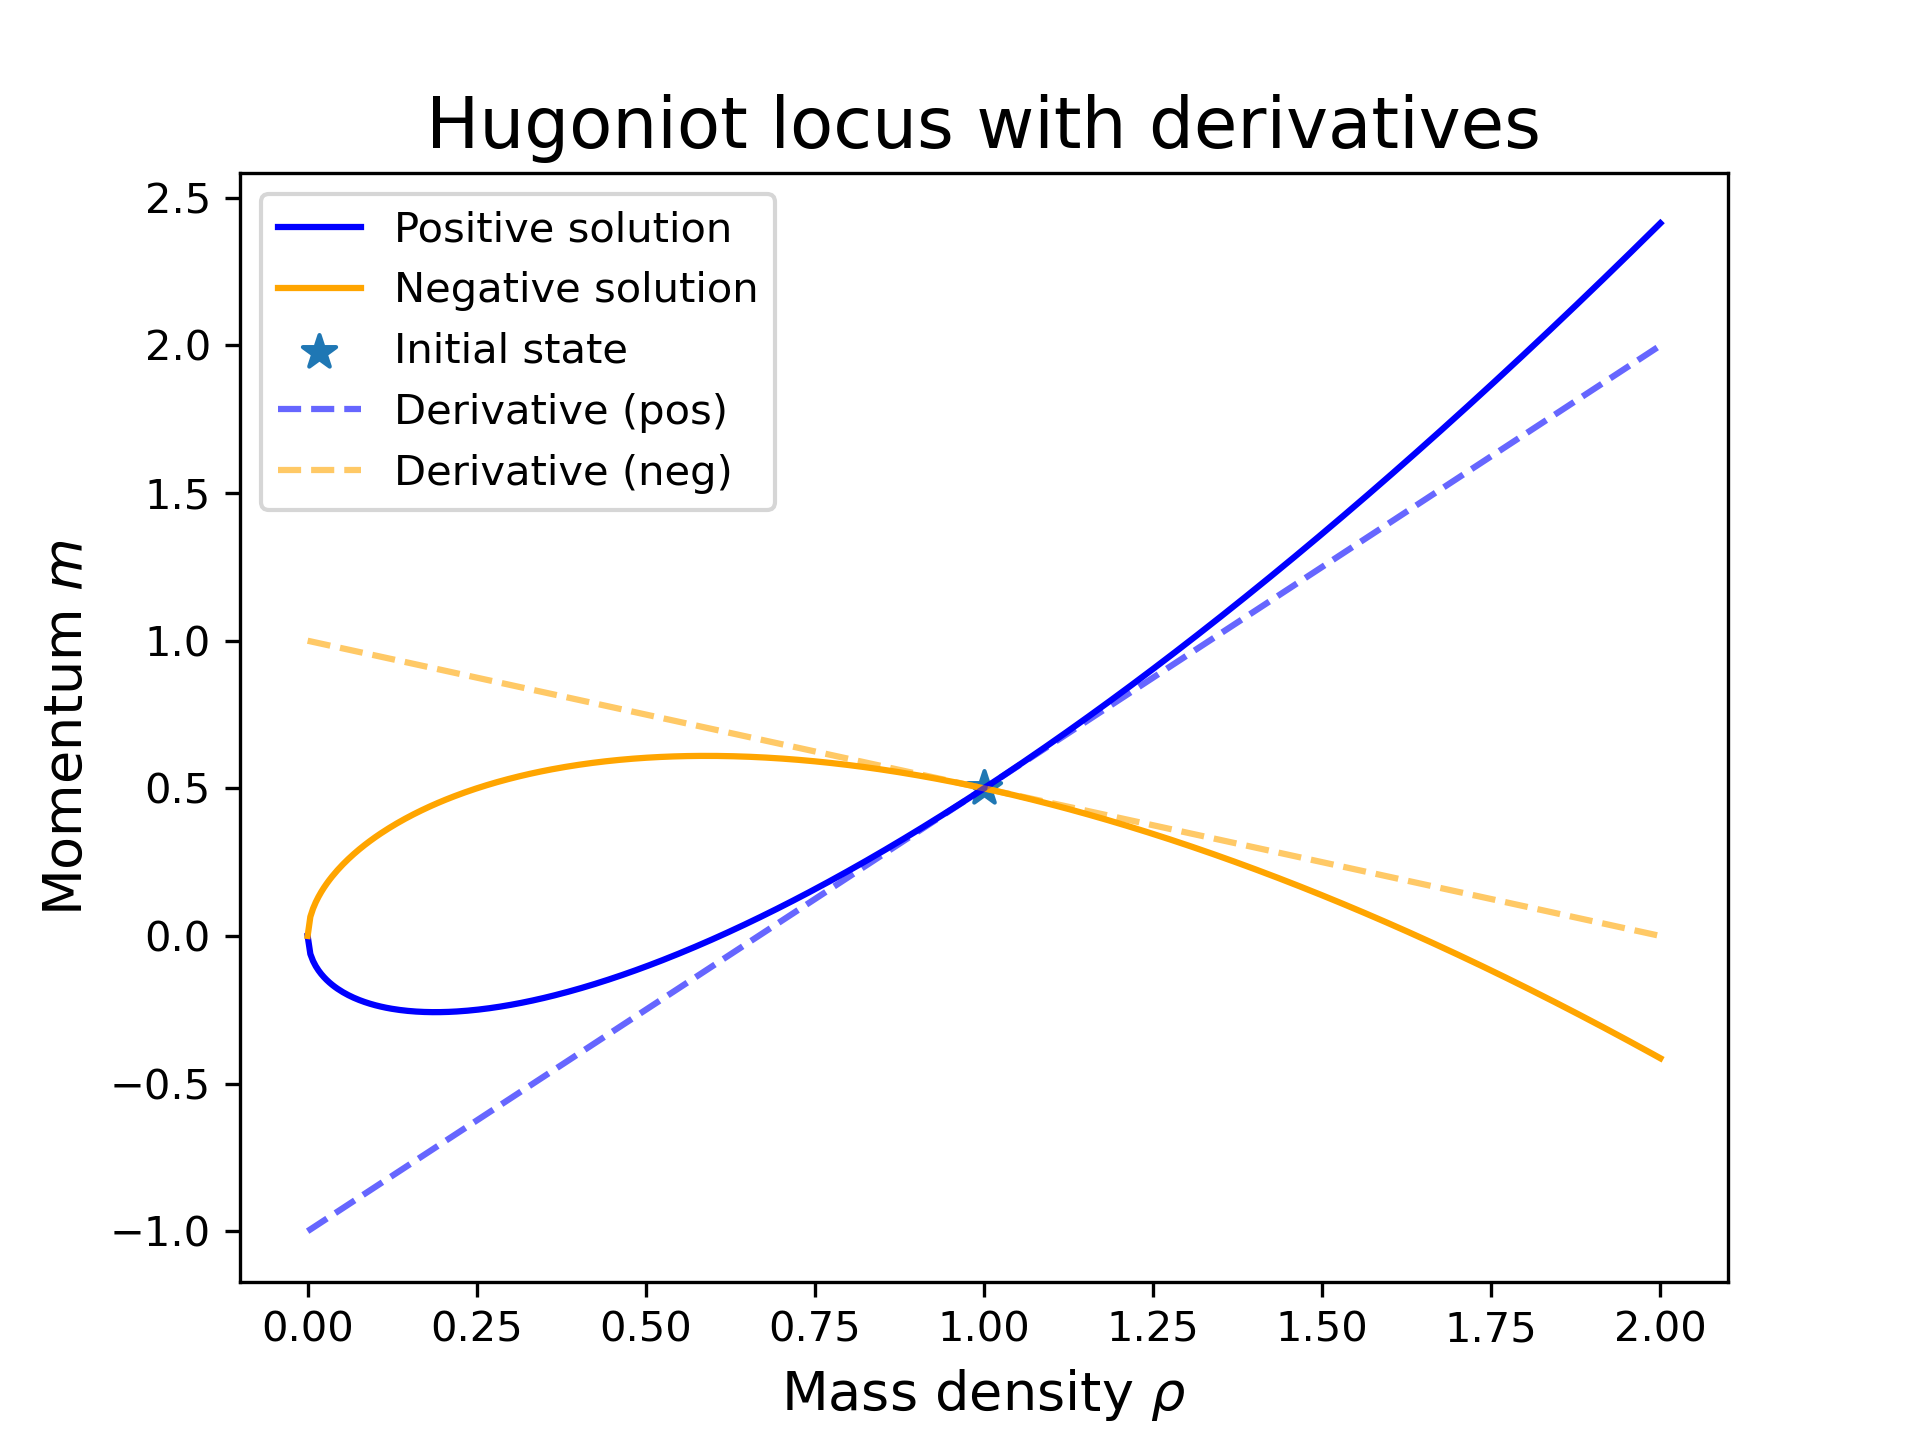 Hugoniot locus with derivatives
2.5
2.0
1.5
1.0
0.5
0.0
−0.5
−1.0
Momentum m
Positive solution
Negative solution
Initial state
Derivative (pos)
Derivative (neg)
0.00 0.25 0.50 0.75 1.00 1.25 1.50 1.75 2.00
Mass density ρ